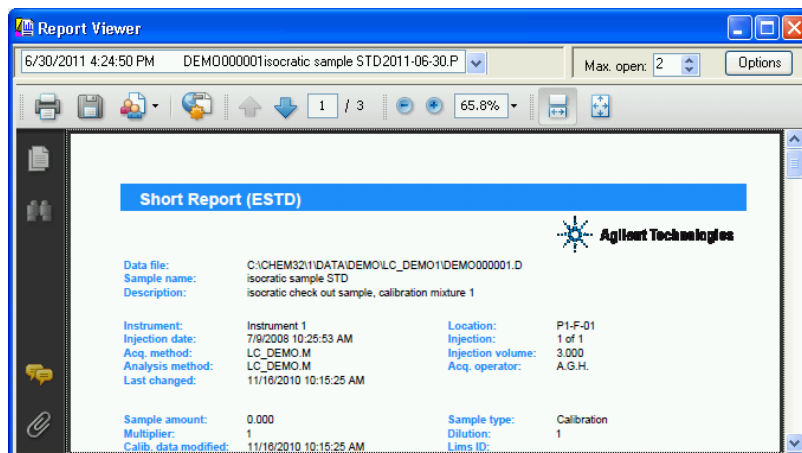 Report Viewer
6/30/2011 4:24:50 PM DEMO000001isocratic sample STD2011-06-30.P Max. open: 2 Options
1 / 3 65.8%
Short Report (ESTD)
Agilent Technologies
Data file: C:\CHEM32\1\DATA\DEMO\LC_DEMO1\DEMO000001.D
Sample name: isocratic sample STD
Description: isocratic check out sample, calibration mixture 1
Instrument: Instrument 1 Location: P1-F-01
Injection date: 7/9/2008 10:25:53 AM Injection: 1 of 1
Acq. method: LC_DEMO.M Injection volume: 3.000
Analysis method: LC_DEMO.M Acq. operator: A.G.H.
Last changed: 11/16/2010 10:15:25 AM
Sample amount: 0.000 Sample type: Calibration
Multiplier: 1 Dilution: 1
Calib. data modified: 11/16/2010 10:15:25 AM Lims ID: